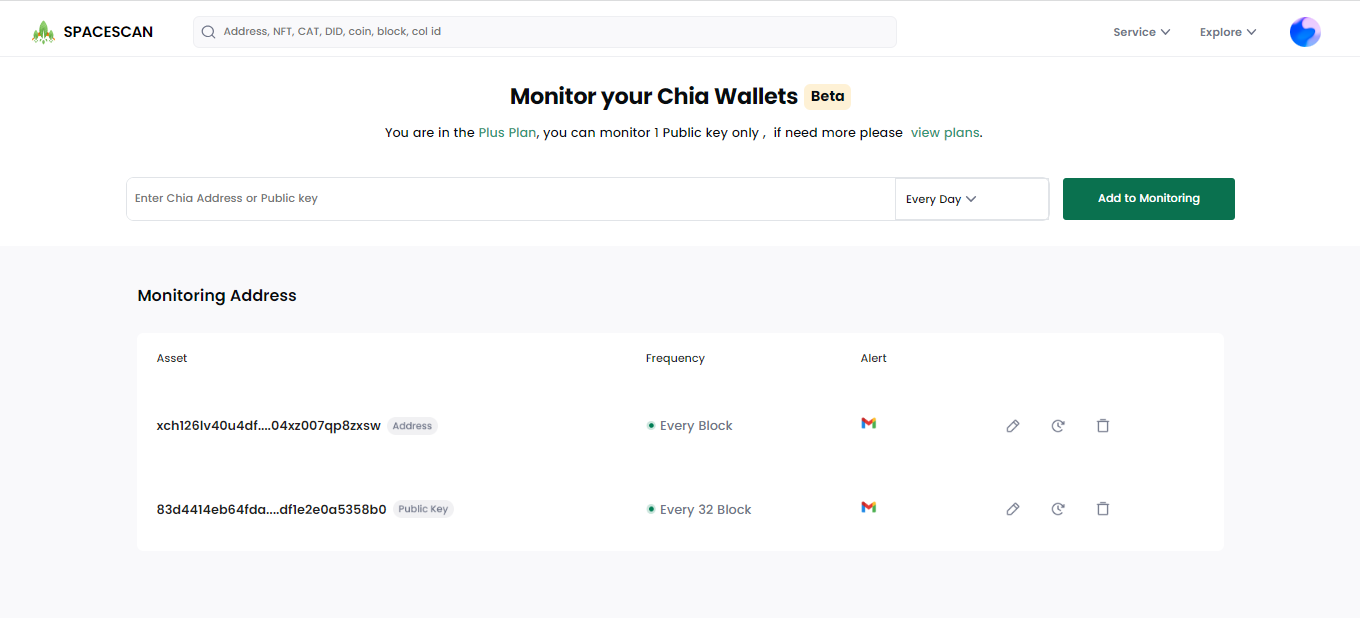 SPACESCAN
Address, NFT, CAT, DID, coin, block, col id
Service
Explore
Monitor your Chia Wallets Beta
You are in the Plus Plan, you can monitor 1 Public key only , if need more please view plans.
Enter Chia Address or Public key
Every Day
Add to Monitoring
Monitoring Address
Asset Frequency Alert
xch126lv40u4df....04xz007qp8zxsw Address Every Block
83d4414eb64fda....df1e2e0a5358b0 Public Key Every 32 Block